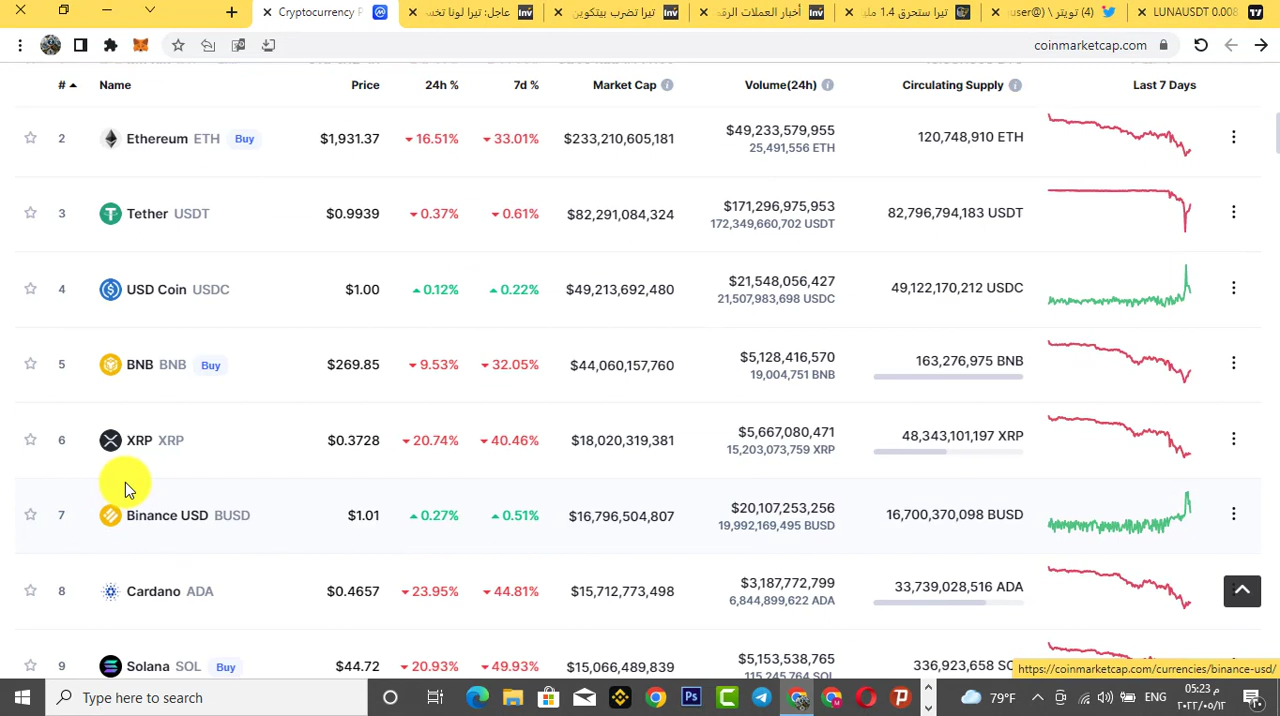 Cryptocurrency P
عاجل: تيرا لونا تخس
تيرا تضرب بيتكوين
أخبار العملات الرقمـ
تيرا ستحرق 1.4 مليـ
user@) تويتر / (4)
LUNAUSDT 0.008
coinmarketcap.com
# Name Price 24h % 7d % Market Cap Volume(24h) Circulating Supply Last 7 Days
2 Ethereum ETH Buy $1,931.37 16.51% 33.01% $233,210,605,181 $49,233,579,955 120,748,910 ETH
25,491,556 ETH
3 Tether USDT $0.9939 0.37% 0.61% $82,291,084,324 $171,296,975,953 82,796,794,183 USDT
172,349,660,702 USDT
4 USD Coin USDC $1.00 0.12% 0.22% $49,213,692,480 $21,548,056,427 49,122,170,212 USDC
21,507,983,698 USDC
5 BNB BNB Buy $269.85 9.53% 32.05% $44,060,157,760 $5,128,416,570 163,276,975 BNB
19,004,751 BNB
6 XRP XRP $0.3728 20.74% 40.46% $18,020,319,381 $5,667,080,471 48,343,101,197 XRP
15,203,073,759 XRP
7 Binance USD BUSD $1.01 0.27% 0.51% $16,796,504,807 $20,107,253,256 16,700,370,098 BUSD
19,992,169,495 BUSD
8 Cardano ADA $0.4657 23.95% 44.81% $15,712,773,498 $3,187,772,799 33,739,028,516 ADA
6,844,899,622 ADA
9 Solana SOL Buy $44.72 20.93% 49.93% $15,066,489,839 $5,153,538,765 336,923,658 SO
115,245,764 SOL
https://coinmarketcap.com/currencies/binance-usd/
Type here to search
79°F
ENG
05:23 م
٢٠٢٢/٠٥/١٢